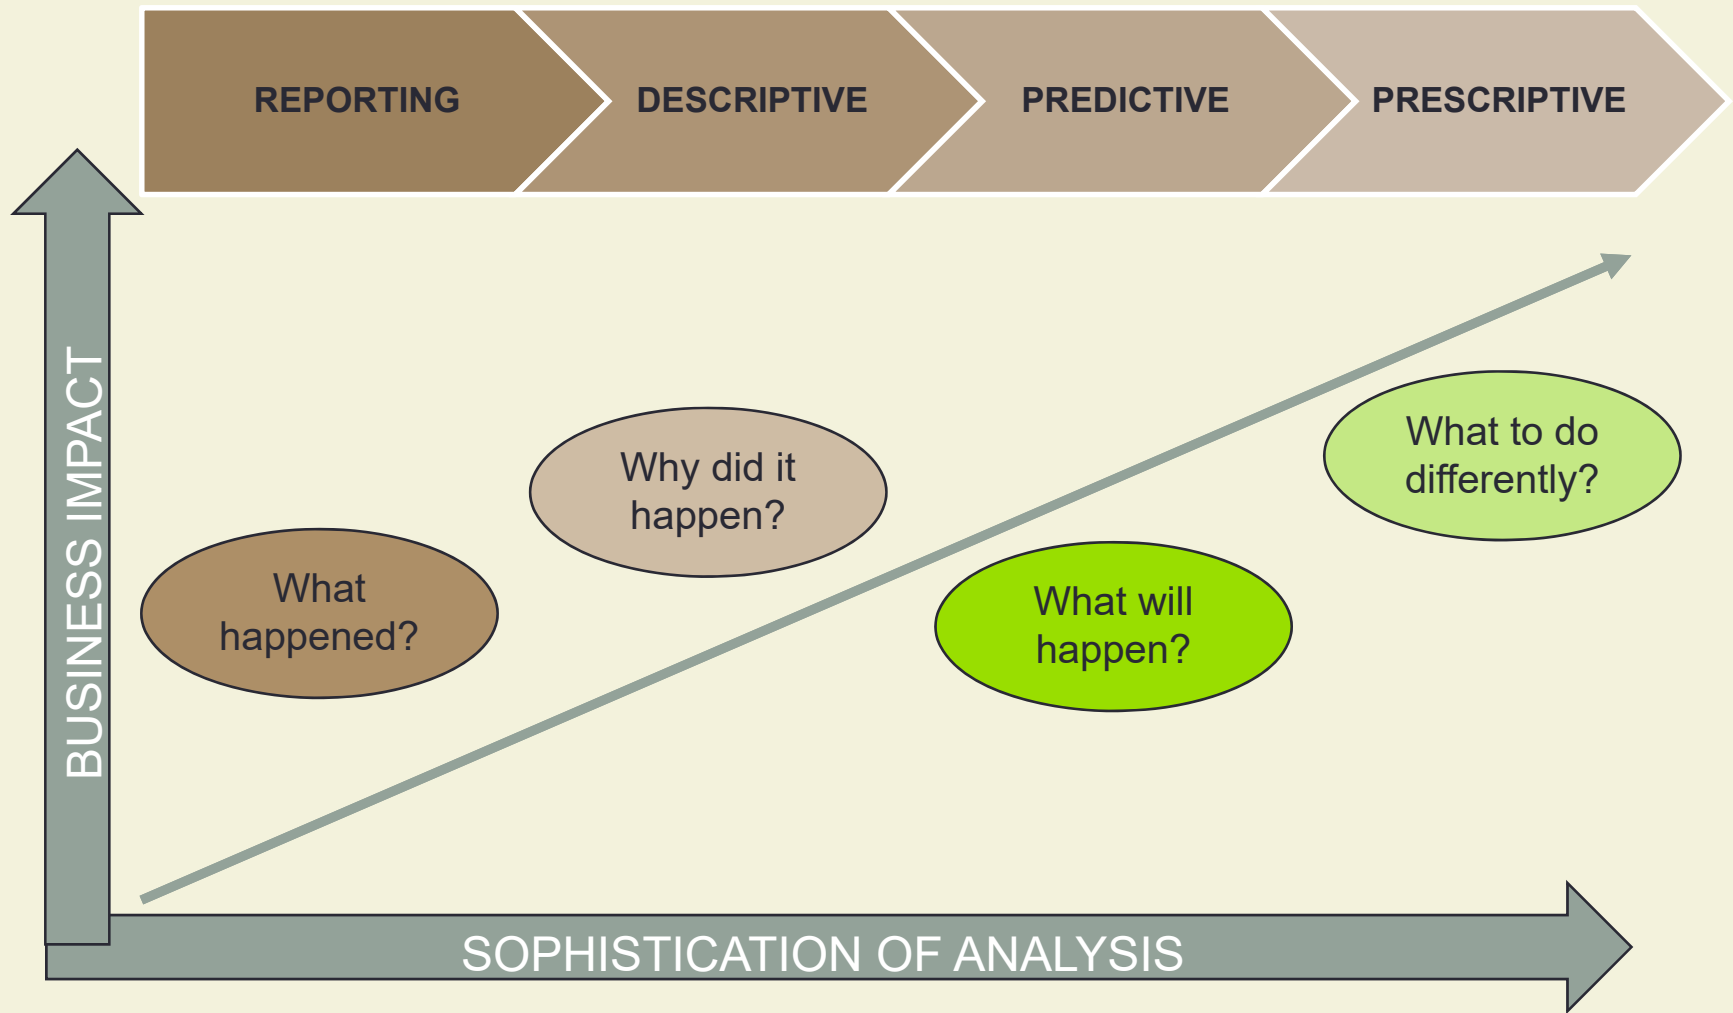 REPORTING
DESCRIPTIVE
PREDICTIVE
PRESCRIPTIVE
BUSINESS IMPACT
What
happened?
Why did it
happen?
What will
happen?
What to do
differently?
SOPHISTICATION OF ANALYSIS